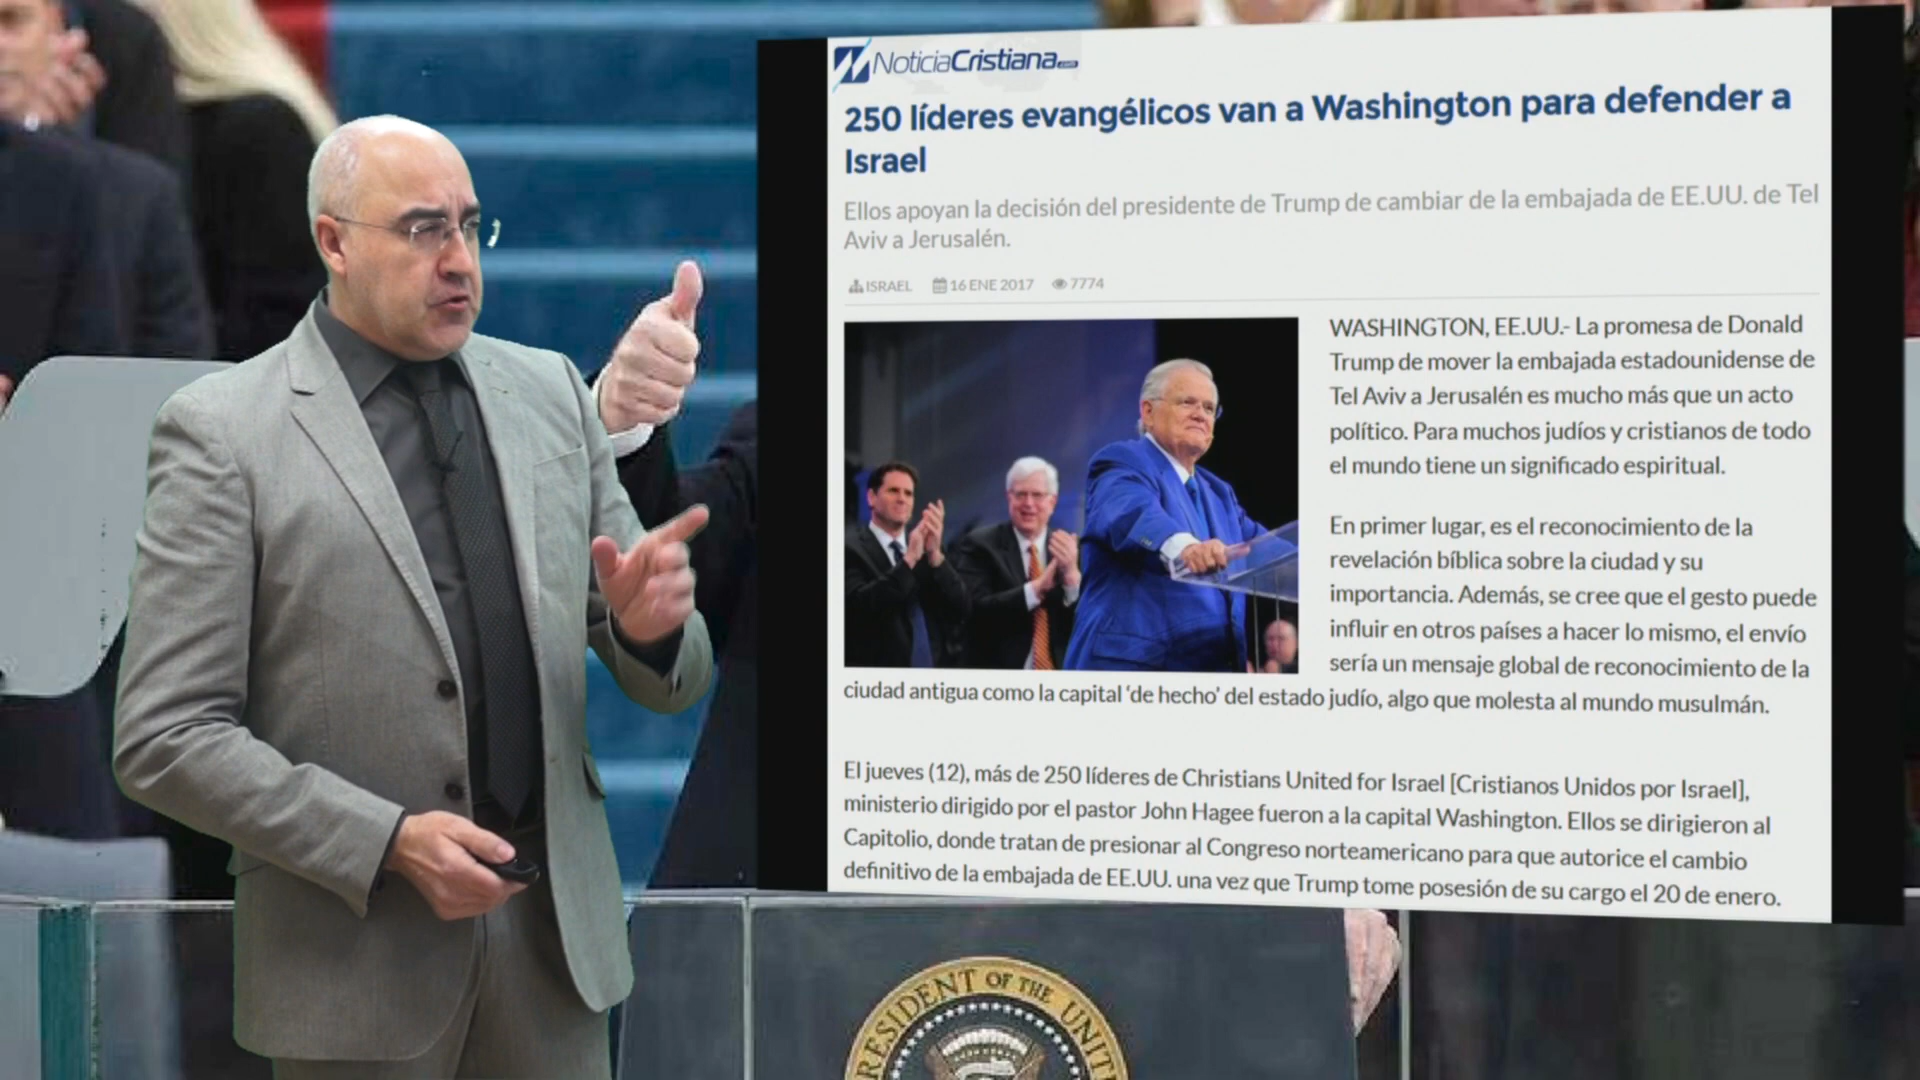 NoticiaCristiana.com
250 líderes evangélicos van a Washington para defender a
Israel
Ellos apoyan la decisión del presidente de Trump de cambiar de la embajada de EE.UU. de Tel
Aviv a Jerusalén.
ISRAEL 16 ENE 2017 7774
WASHINGTON, EE.UU.- La promesa de Donald
Trump de mover la embajada estadounidense de
Tel Aviv a Jerusalén es mucho más que un acto
político. Para muchos judíos y cristianos de todo
el mundo tiene un significado espiritual.
En primer lugar, es el reconocimiento de la
revelación bíblica sobre la ciudad y su
importancia. Además, se cree que el gesto puede
influir en otros países a hacer lo mismo, el envío
sería un mensaje global de reconocimiento de la
ciudad antigua como la capital 'de hecho' del estado judío, algo que molesta al mundo musulmán.
El jueves (12), más de 250 líderes de Christians United for Israel [Cristianos Unidos por Israel],
ministerio dirigido por el pastor John Hagee fueron a la capital Washington. Ellos se dirigieron al
Capitolio, donde tratan de presionar al Congreso norteamericano para que autorice el cambio
definitivo de la embajada de EE.UU. una vez que Trump tome posesión de su cargo el 20 de enero.
RESIDENT OF THE UNIT